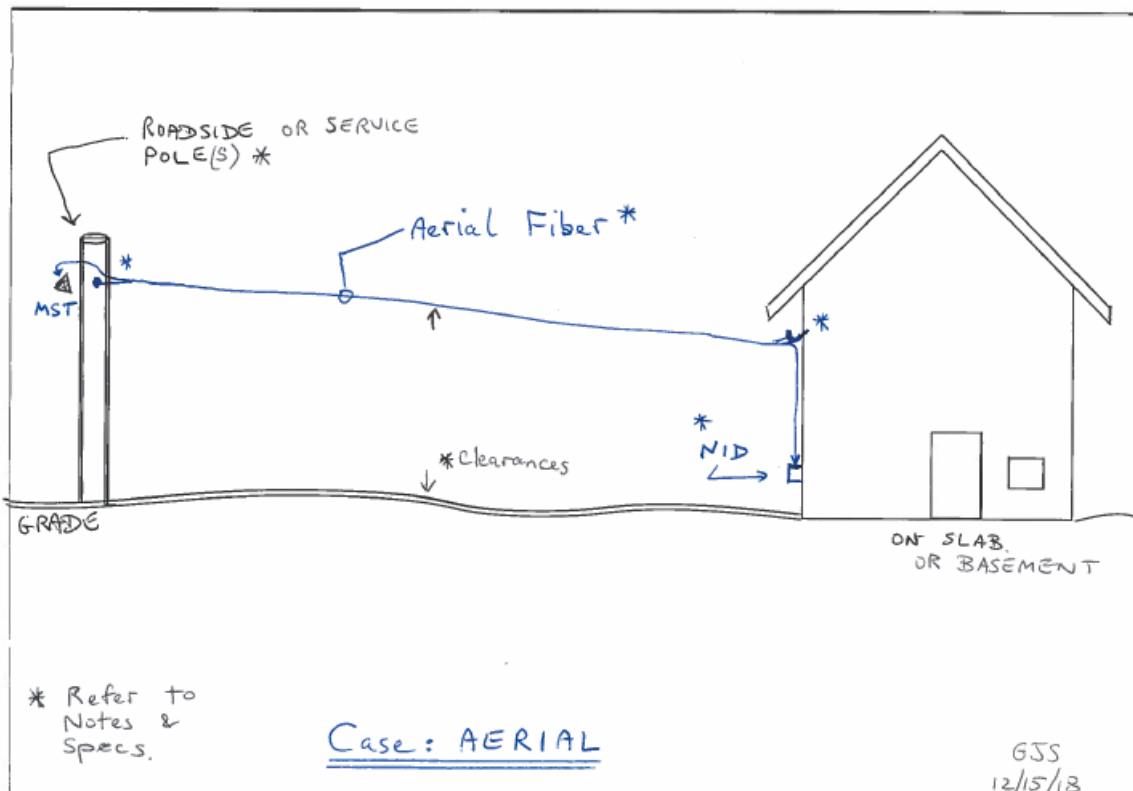 ROADSIDE OR SERVICE
POLE(S) *
Aerial Fiber *
*
MST
*
*
NID
* Clearances
GRADE
ON SLAB.
OR BASEMENT
* Refer to
Notes &
Specs.
Case: AERIAL
GJS
12/15/18